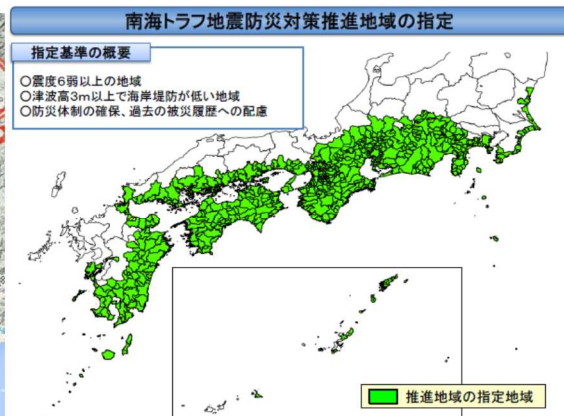 南海トラフ地震防災対策推進地域の指定
指定基準の概要
○震度6弱以上の地域
○津波高3m以上で海岸堤防が低い地域
○防災体制の確保、過去の被災履歴への配慮
推進地域の指定地域